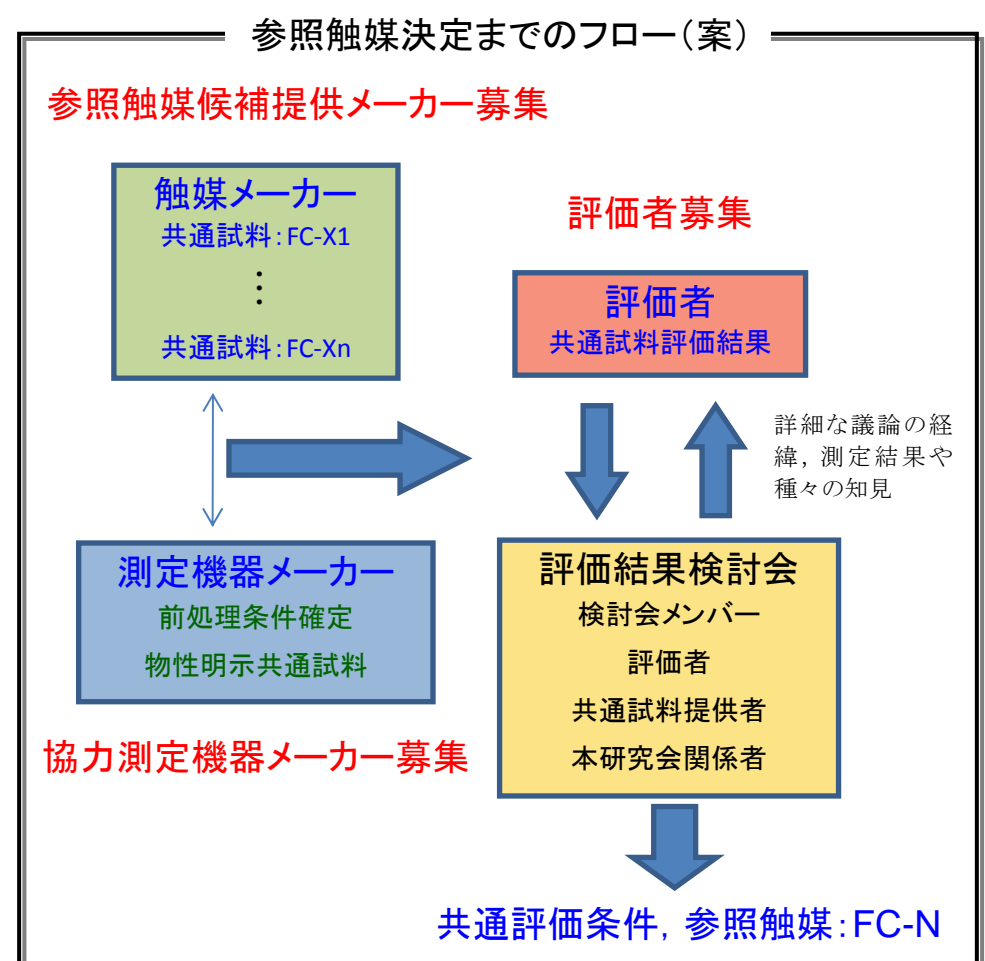 参照触媒決定までのフロー（案）
参照触媒候補提供メーカー募集
触媒メーカー
共通試料：FC-X1
⋮
共通試料：FC-Xn
評価者募集
評価者
共通試料評価結果
詳細な議論の経
緯，測定結果や
種々の知見
測定機器メーカー
前処理条件確定
物性明示共通試料
協力測定機器メーカー募集
評価結果検討会
検討会メンバー
評価者
共通試料提供者
本研究会関係者
共通評価条件，参照触媒：FC-N